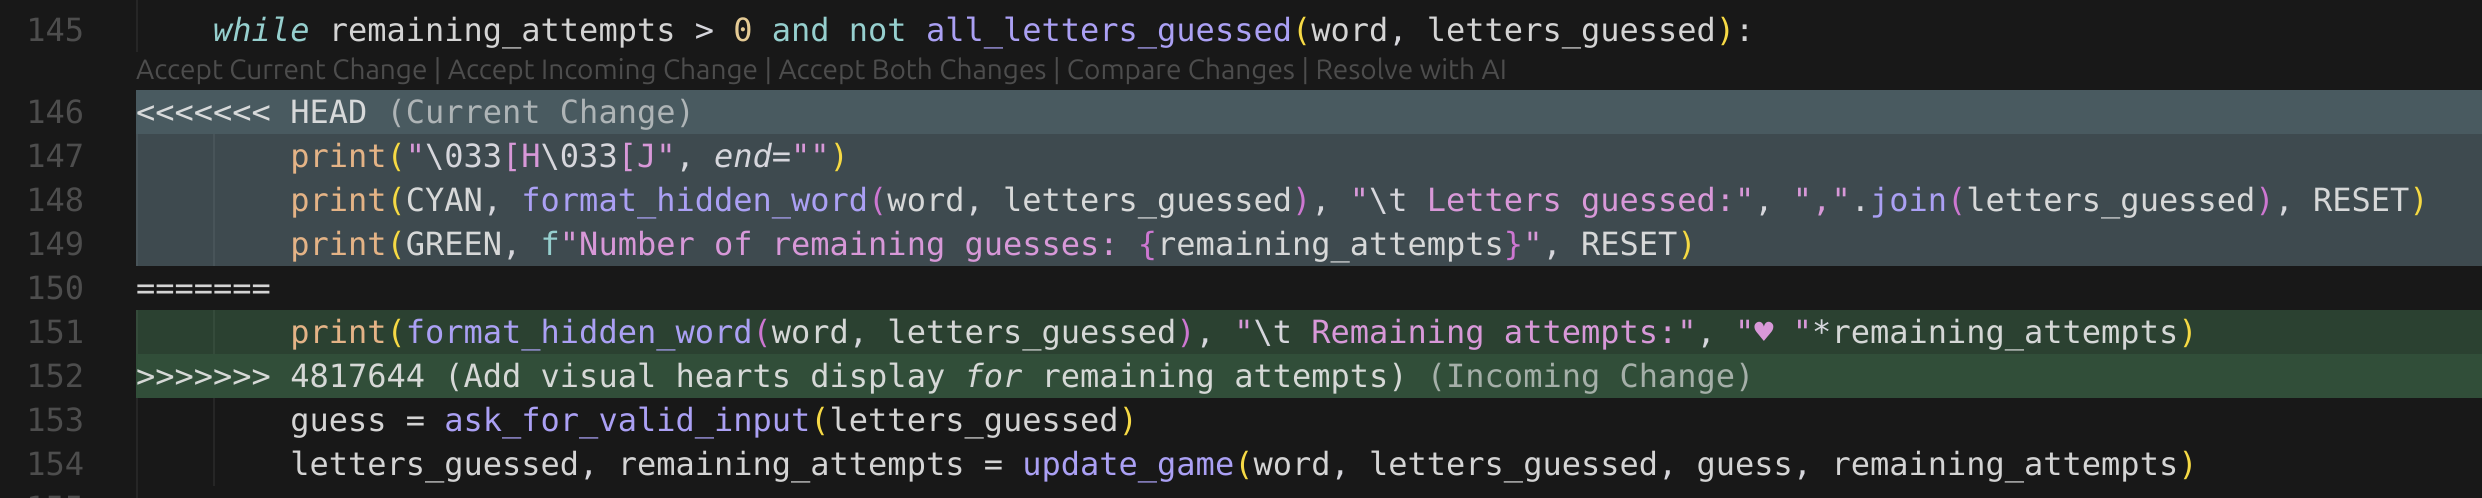 145 while remaining_attempts > 0 and not all_letters_guessed(word, letters_guessed):
Accept Current Change | Accept Incoming Change | Accept Both Changes | Compare Changes | Resolve with AI
146 <<<<<<< HEAD (Current Change)
147 print("\033[H\033[J", end="")
148 print(CYAN, format_hidden_word(word, letters_guessed), "\t Letters guessed:", ",".join(letters_guessed), RESET)
149 print(GREEN, f"Number of remaining guesses: {remaining_attempts}", RESET)
150 =======
151 print(format_hidden_word(word, letters_guessed), "\t Remaining attempts:", "♥ "*remaining_attempts)
152 >>>>>>> 4817644 (Add visual hearts display for remaining attempts) (Incoming Change)
153 guess = ask_for_valid_input(letters_guessed)
154 letters_guessed, remaining_attempts = update_game(word, letters_guessed, guess, remaining_attempts)